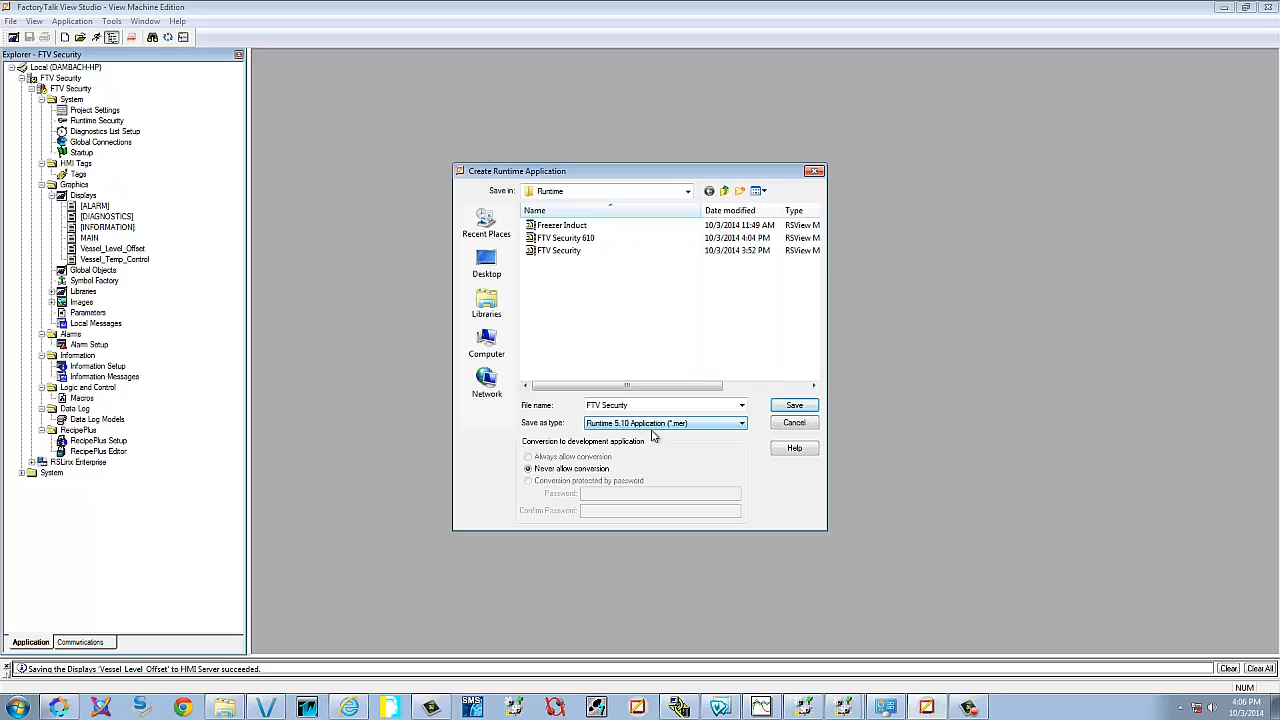 FactoryTalk View Studio - View Machine Edition
File View Application Tools Window Help
Explorer - FTV Security
Local (DAMBACH-HP)
FTV Security
FTV Security
System
Project Settings
Runtime Security
Diagnostics List Setup
Global Connections
Startup
HMI Tags
Tags
Graphics
Displays
[ALARM]
[DIAGNOSTICS]
[INFORMATION]
MAIN
Vessel_Level_Offset
Vessel_Temp_Control
Global Objects
Symbol Factory
Libraries
Images
Parameters
Local Messages
Alarms
Alarm Setup
Information
Information Setup
Information Messages
Logic and Control
Macros
Data Log
Data Log Models
RecipePlus
RecipePlus Setup
RecipePlus Editor
RSLinx Enterprise
System
Application Communications
Create Runtime Application
Save in: Runtime
Name Date modified Type
Freezer Induct 10/3/2014 11:49 AM RSView M
FTV Security 610 10/3/2014 4:04 PM RSView M
FTV Security 10/3/2014 3:52 PM RSView M
Recent Places
Desktop
Libraries
Computer
Network
File name: FTV Security Save
Save as type: Runtime 5.10 Application (*.mer) Cancel
Conversion to development application Help
Always allow conversion
Never allow conversion
Conversion protected by password
Password:
Confirm Password:
Saving the Displays 'Vessel_Level_Offset' to HMI Server succeeded. Clear Clear All
NUM
SMS
4:06 PM
10/3/2014